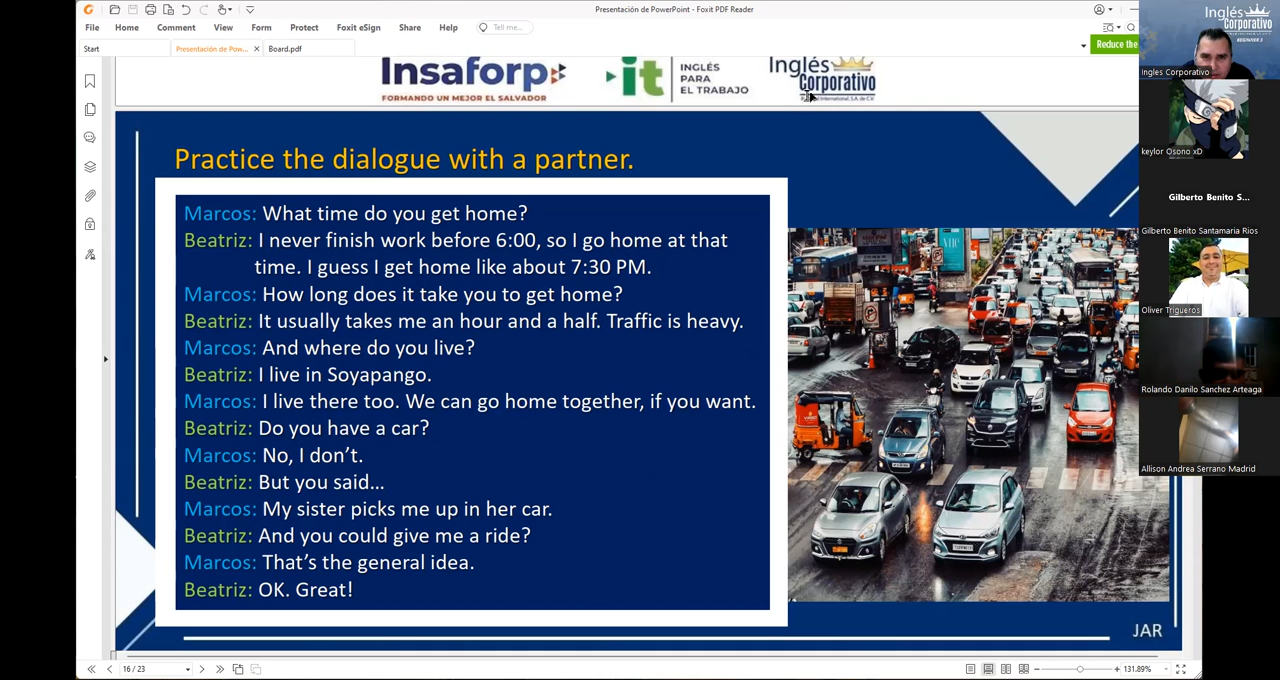 Presentación de PowerPoint - Foxit PDF Reader
File Home Comment View Form Protect Foxit eSign Share Help Tell me...
Start Presentación de Pow... Board.pdf
Reduce the
Insaforp
FORMANDO UN MEJOR EL SALVADOR
it
INGLÉS
PARA
EL TRABAJO
Inglés
Corporativo
Practice the dialogue with a partner.
Marcos: What time do you get home?
Beatriz: I never finish work before 6:00, so I go home at that
time. I guess I get home like about 7:30 PM.
Marcos: How long does it take you to get home?
Beatriz: It usually takes me an hour and a half. Traffic is heavy.
Marcos: And where do you live?
Beatriz: I live in Soyapango.
Marcos: I live there too. We can go home together, if you want.
Beatriz: Do you have a car?
Marcos: No, I don’t.
Beatriz: But you said...
Marcos: My sister picks me up in her car.
Beatriz: And you could give me a ride?
Marcos: That’s the general idea.
Beatriz: OK. Great!
JAR
16 / 23
131.89%
Inglés
Corporativo
BEGINNER 3
Ingles Corporativo
keylor Osono xD
Gilberto Benito S...
Gilberto Benito Santamaria Rios
Oliver Trigueros
Rolando Danilo Sanchez Arteaga
Allison Andrea Serrano Madrid